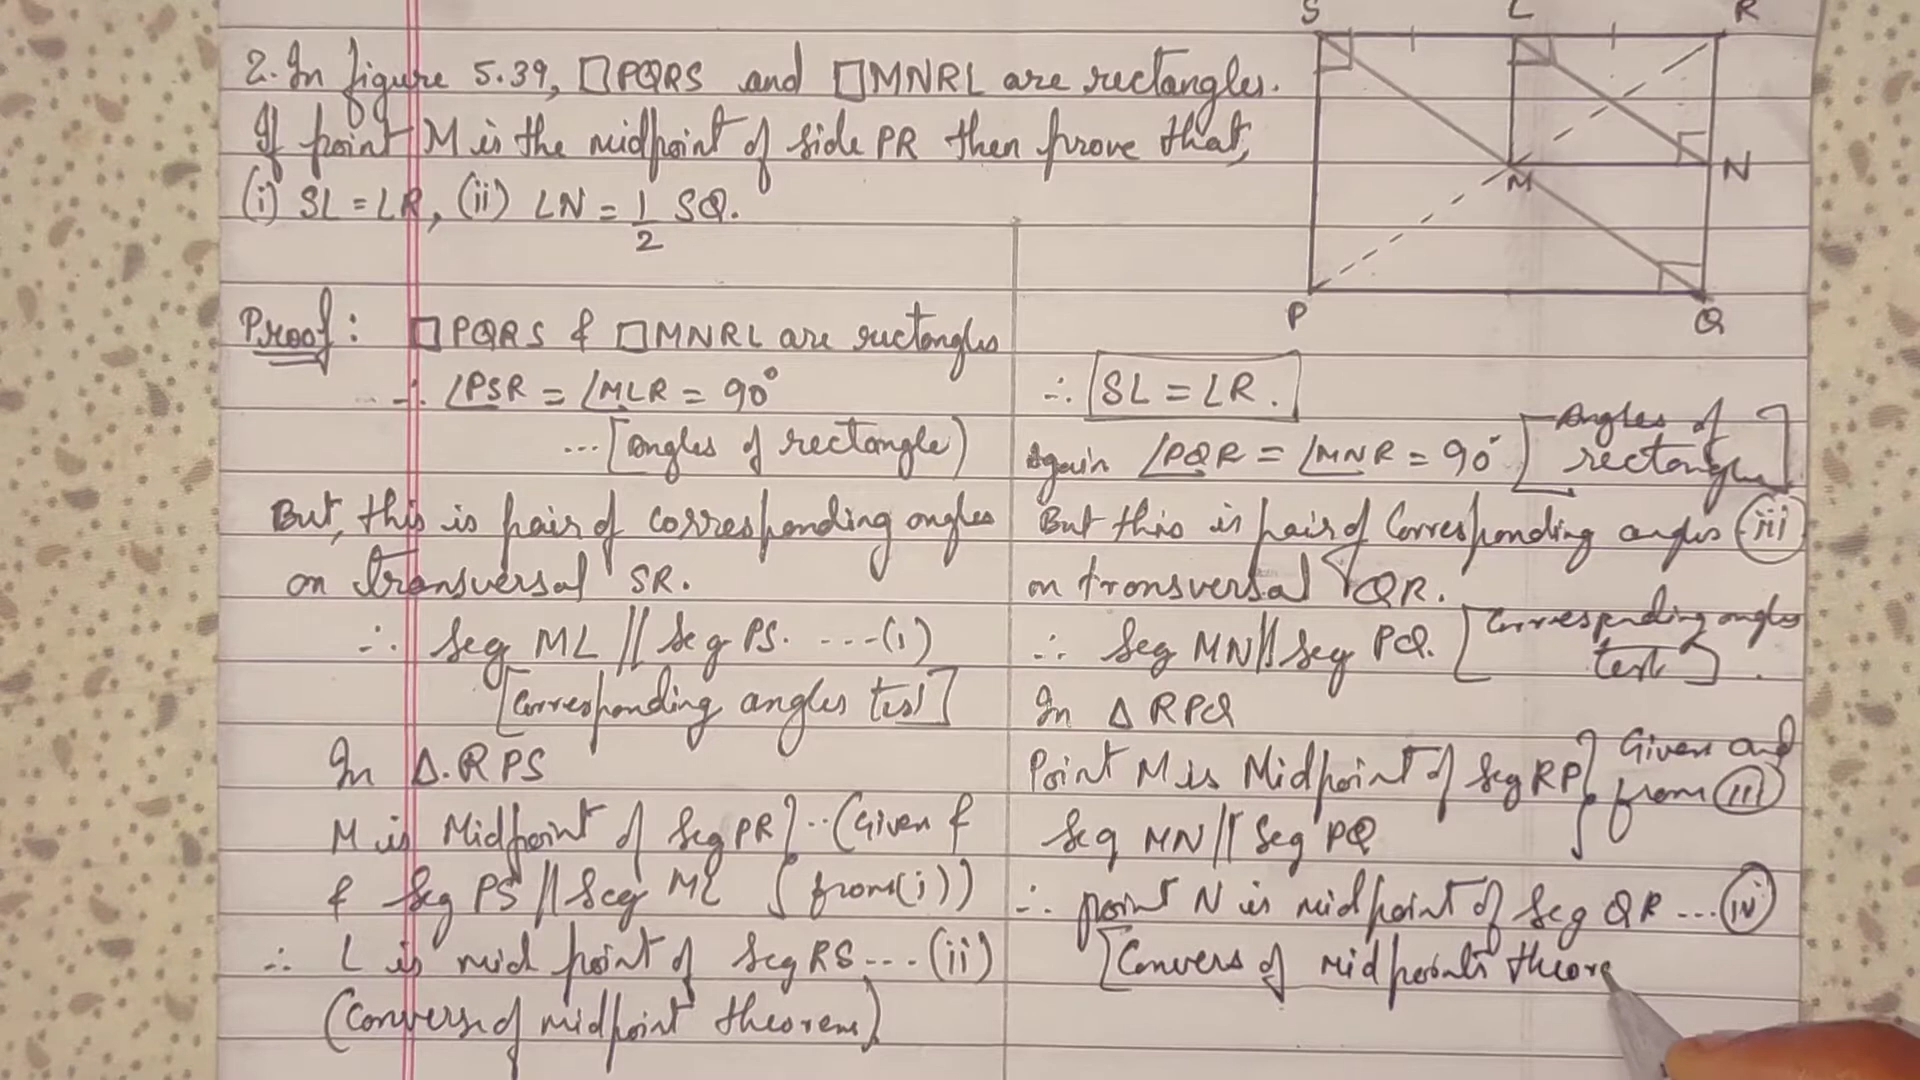 2. In figure 5.39, □PQRS and □MNRL are rectangles.
If point M is the midpoint of side PR then prove that,
(i) SL = LR, (ii) LN = 1/2 SQ.
S L R
M N
P Q
Proof : □PQRS & □MNRL are rectangles
∴ ∠PSR = ∠MLR = 90°
... [angles of rectangle)
But, this is pair of corresponding angles
on transversal SR.
∴ seg ML || seg PS. ---(i)
[Corresponding angles test]
In Δ.RPS
M is Midpoint of seg PR } ..(Given &
& seg PS || seg ML from (i))
∴ L is mid point of seg RS --- (ii)
(Converse of midpoint theorem)
∴ SL = LR.
Again ∠PQR = ∠MNR = 90° [Angles of rectangle]
But this is pair of Corresponding angles (iii)
on transversal QR.
∴ seg MN || seg PQ. [Corresponding angles test]
In Δ RPQ
Point M is Midpoint of seg RP } Given and
seg MN || seg PQ from (III)
∴ point N is midpoint of seg QR ... (iv)
[Convers of midpoints theore